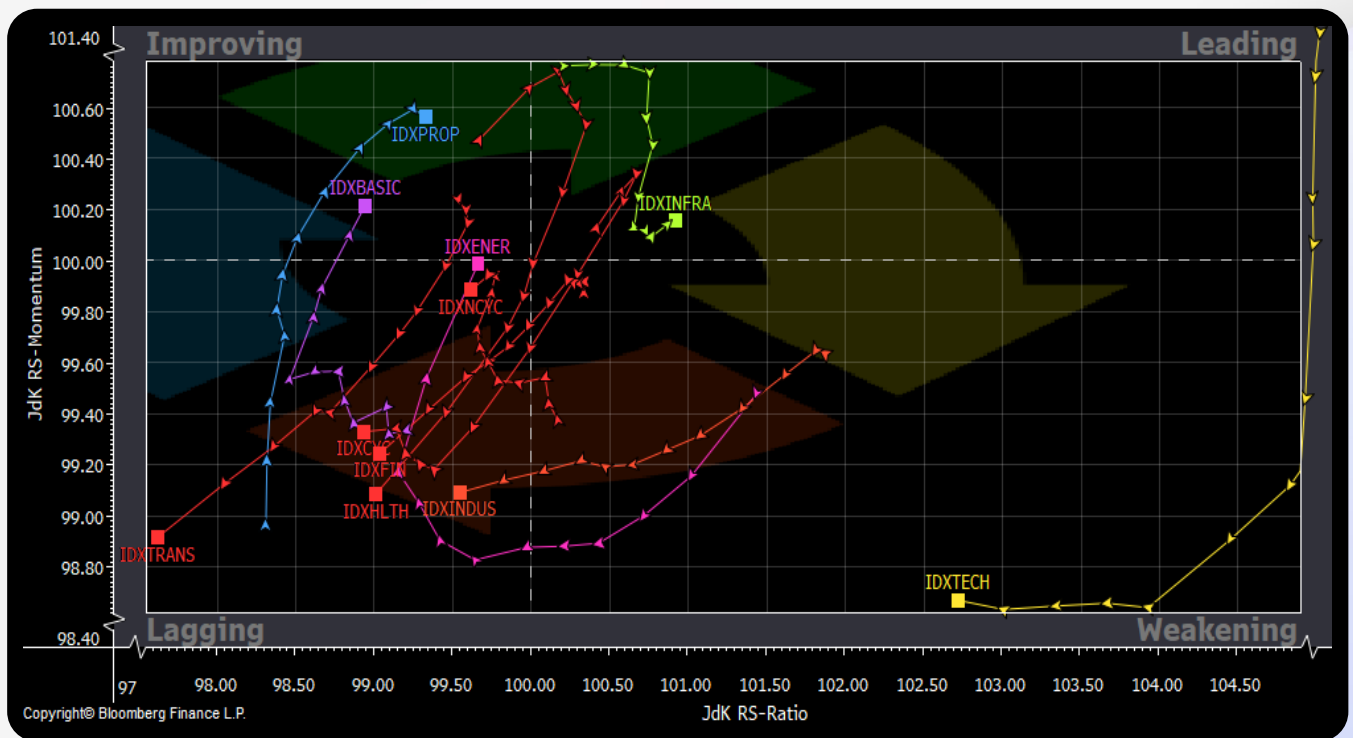 101.40
Improving
Leading
100.60
IDXPROP
100.40
IDXBASIC
100.20
IDXINFRA
IDXENER
100.00
99.80
IDXNCYC
99.60
99.40
IDXCYC
99.20
IDXFIN
99.00
IDXHLTH
IDXINDUS
IDXTRANS
98.80
IDXTECH
98.40
Lagging
Weakening
JdK RS-Momentum
97
98.00
98.50
99.00
99.50
100.00
100.50
101.00
101.50
102.00
102.50
103.00
103.50
104.00
104.50
JdK RS-Ratio
Copyright© Bloomberg Finance L.P.